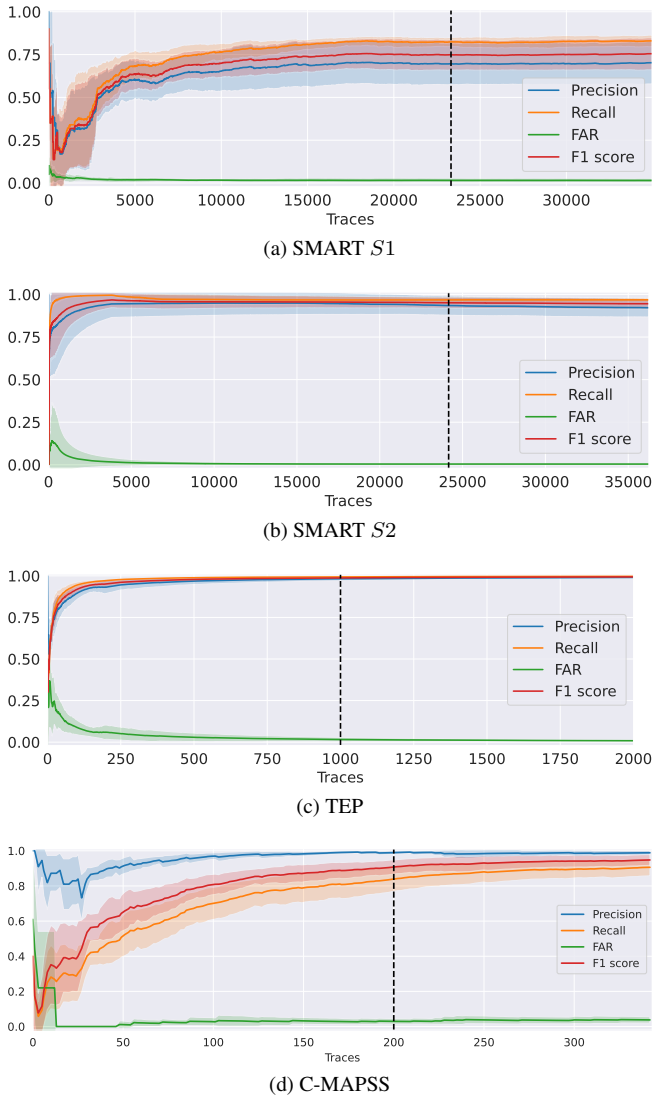 1.00
0.75
0.50
0.25
0.00
Precision
Recall
FAR
F1 score
0 5000 10000 15000 20000 25000 30000
Traces
(a) SMART S1
1.00
0.75
0.50
0.25
0.00
Precision
Recall
FAR
F1 score
0 5000 10000 15000 20000 25000 30000 35000
Traces
(b) SMART S2
1.00
0.75
0.50
0.25
0.00
Precision
Recall
FAR
F1 score
0 250 500 750 1000 1250 1500 1750 2000
Traces
(c) TEP
1.0
0.8
0.6
0.4
0.2
0.0
Precision
Recall
FAR
F1 score
0 50 100 150 200 250 300
Traces
(d) C-MAPSS